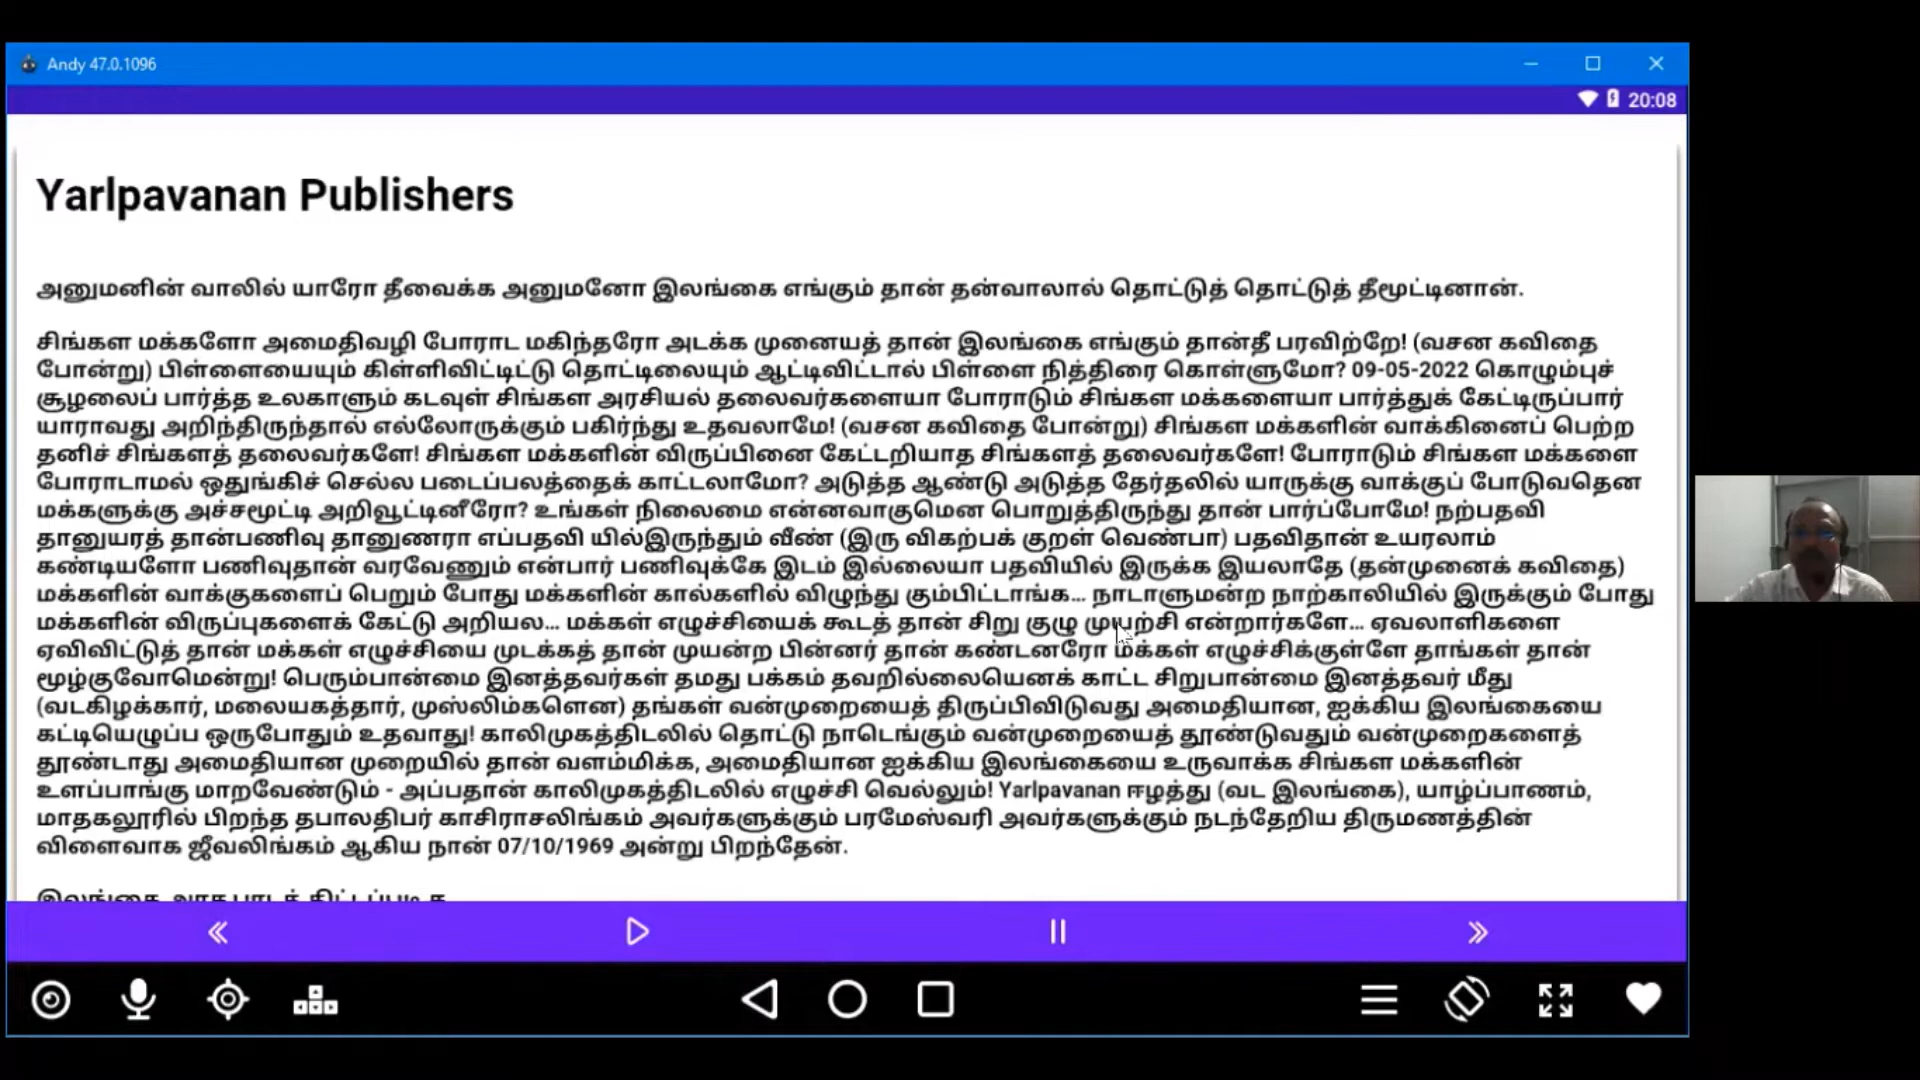 Andy 47.0.1096
20:08
Yarlpavanan Publishers
அனுமனின் வாலில் யாரோ தீவைக்க அனுமனோ இலங்கை எங்கும் தான் தன்வாலால் தொட்டுத் தொட்டுத் தீமூட்டினான்.
சிங்கள மக்களோ அமைதிவழி போராட மகிந்தரோ அடக்க முனையத் தான் இலங்கை எங்கும் தான்தீ பரவிற்றே! (வசன கவிதை
போன்று) பிள்ளையையும் கிள்ளிவிட்டிட்டு தொட்டிலையும் ஆட்டிவிட்டால் பிள்ளை நித்திரை கொள்ளுமோ? 09-05-2022 கொழும்புச்
சூழலைப் பார்த்த உலகாளும் கடவுள் சிங்கள அரசியல் தலைவர்களையா போராடும் சிங்கள மக்களையா பார்த்துக் கேட்டிருப்பார்
யாராவது அறிந்திருந்தால் எல்லோருக்கும் பகிர்ந்து உதவலாமே! (வசன கவிதை போன்று) சிங்கள மக்களின் வாக்கினைப் பெற்ற
தனிச் சிங்களத் தலைவர்களே! சிங்கள மக்களின் விருப்பினை கேட்டறியாத சிங்களத் தலைவர்களே! போராடும் சிங்கள மக்களை
போராடாமல் ஒதுங்கிச் செல்ல படைப்பலத்தைக் காட்டலாமோ? அடுத்த ஆண்டு அடுத்த தேர்தலில் யாருக்கு வாக்குப் போடுவதென
மக்களுக்கு அச்சமூட்டி அறிவூட்டினீரோ? உங்கள் நிலைமை என்னவாகுமென பொறுத்திருந்து தான் பார்ப்போமே! நற்பதவி
தானுயரத் தான்பணிவு தானுணரா எப்பதவி யில்இருந்தும் வீண் (இரு விகற்பக் குறள் வெண்பா) பதவிதான் உயரலாம்
கண்டியளோ பணிவுதான் வரவேணும் என்பார் பணிவுக்கே இடம் இல்லையா பதவியில் இருக்க இயலாதே (தன்முனைக் கவிதை)
மக்களின் வாக்குகளைப் பெறும் போது மக்களின் கால்களில் விழுந்து கும்பிட்டாங்க... நாடாளுமன்ற நாற்காலியில் இருக்கும் போது
மக்களின் விருப்புகளைக் கேட்டு அறியல... மக்கள் எழுச்சியைக் கூடத் தான் சிறு குழு முயற்சி என்றார்களே... ஏவலாளிகளை
ஏவிவிட்டுத் தான் மக்கள் எழுச்சியை முடக்கத் தான் முயன்ற பின்னர் தான் கண்டனரோ மக்கள் எழுச்சிக்குள்ளே தாங்கள் தான்
மூழ்குவோமென்று! பெரும்பான்மை இனத்தவர்கள் தமது பக்கம் தவறில்லையெனக் காட்ட சிறுபான்மை இனத்தவர் மீது
(வடகிழக்கார், மலையகத்தார், முஸ்லிம்களென) தங்கள் வன்முறையைத் திருப்பிவிடுவது அமைதியான, ஐக்கிய இலங்கையை
கட்டியெழுப்ப ஒருபோதும் உதவாது! காலிமுகத்திடலில் தொட்டு நாடெங்கும் வன்முறையைத் தூண்டுவதும் வன்முறைகளைத்
தூண்டாது அமைதியான முறையில் தான் வளம்மிக்க, அமைதியான ஐக்கிய இலங்கையை உருவாக்க சிங்கள மக்களின்
உளப்பாங்கு மாறவேண்டும் - அப்பதான் காலிமுகத்திடலில் எழுச்சி வெல்லும்! Yarlpavanan ஈழத்து (வட இலங்கை), யாழ்ப்பாணம்,
மாதகலூரில் பிறந்த தபாலதிபர் காசிராசலிங்கம் அவர்களுக்கும் பரமேஸ்வரி அவர்களுக்கும் நடந்தேறிய திருமணத்தின்
விளைவாக ஜீவலிங்கம் ஆகிய நான் 07/10/1969 அன்று பிறந்தேன்.